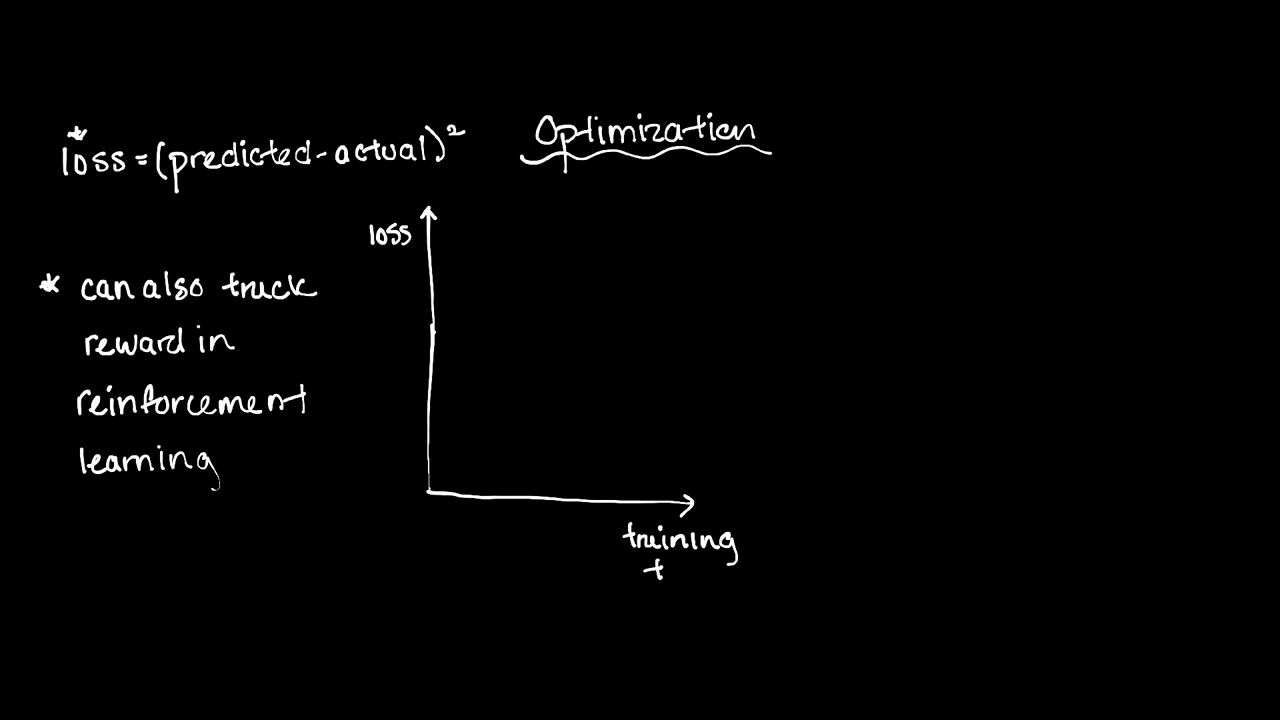 *
loss = (predicted - actual)²
Optimization
loss
* can also track
reward in
reinforcement
learning
training
t